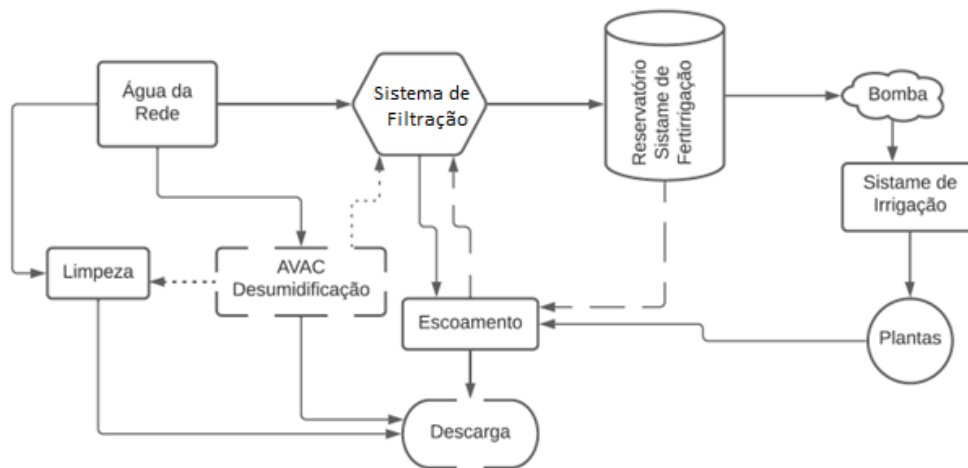 Água da
Rede
Sistema de
Filtração
Reservatório
Sistame de
Fertirrigação
Bomba
Sistame de
Irrigação
Limpeza
AVAC
Desumidificação
Escoamento
Plantas
Descarga